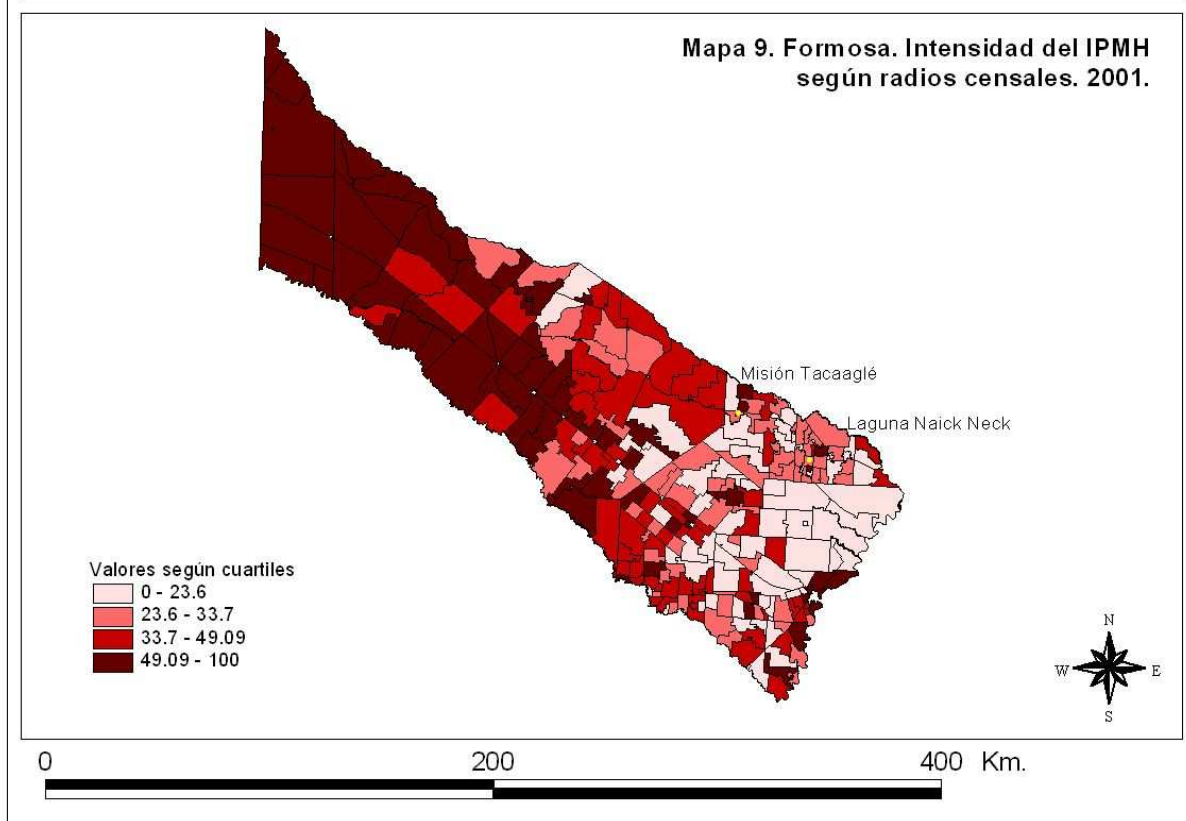 Mapa 9. Formosa. Intensidad del IPMH
según radios censales. 2001.
Misión Tacaaglé
Laguna Naick Neck
Valores según cuartiles
0 - 23.6
23.6 - 33.7
33.7 - 49.09
49.09 - 100
N
W E
S
0 200 400 Km.